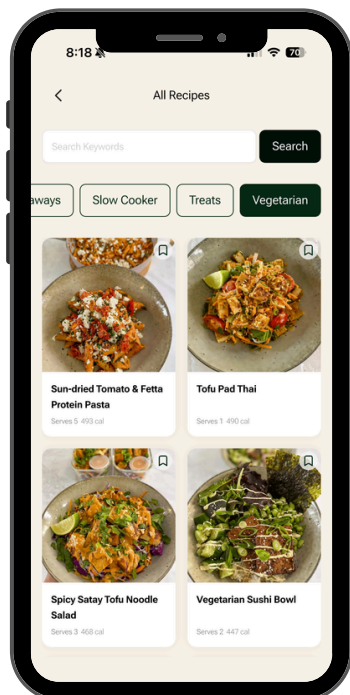 8:18
70
All Recipes
Search Keywords
Search
aways
Slow Cooker
Treats
Vegetarian
Sun-dried Tomato & Fetta
Protein Pasta
Serves 5 493 cal
Tofu Pad Thai
Serves 1 490 cal
Spicy Satay Tofu Noodle
Salad
Serves 3 468 cal
Vegetarian Sushi Bowl
Serves 2 447 cal